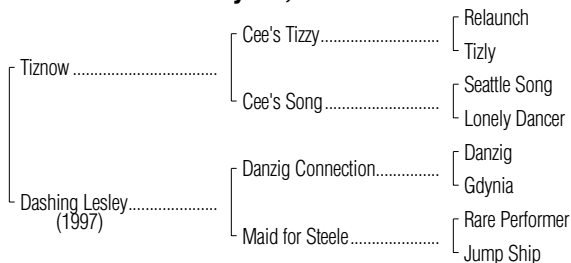 Relaunch
Cee's Tizzy
Tizly
Tiznow
Seattle Song
Cee's Song
Lonely Dancer
Danzig
Danzig Connection
Gdynia
Dashing Lesley
(1997)
Rare Performer
Maid for Steele
Jump Ship